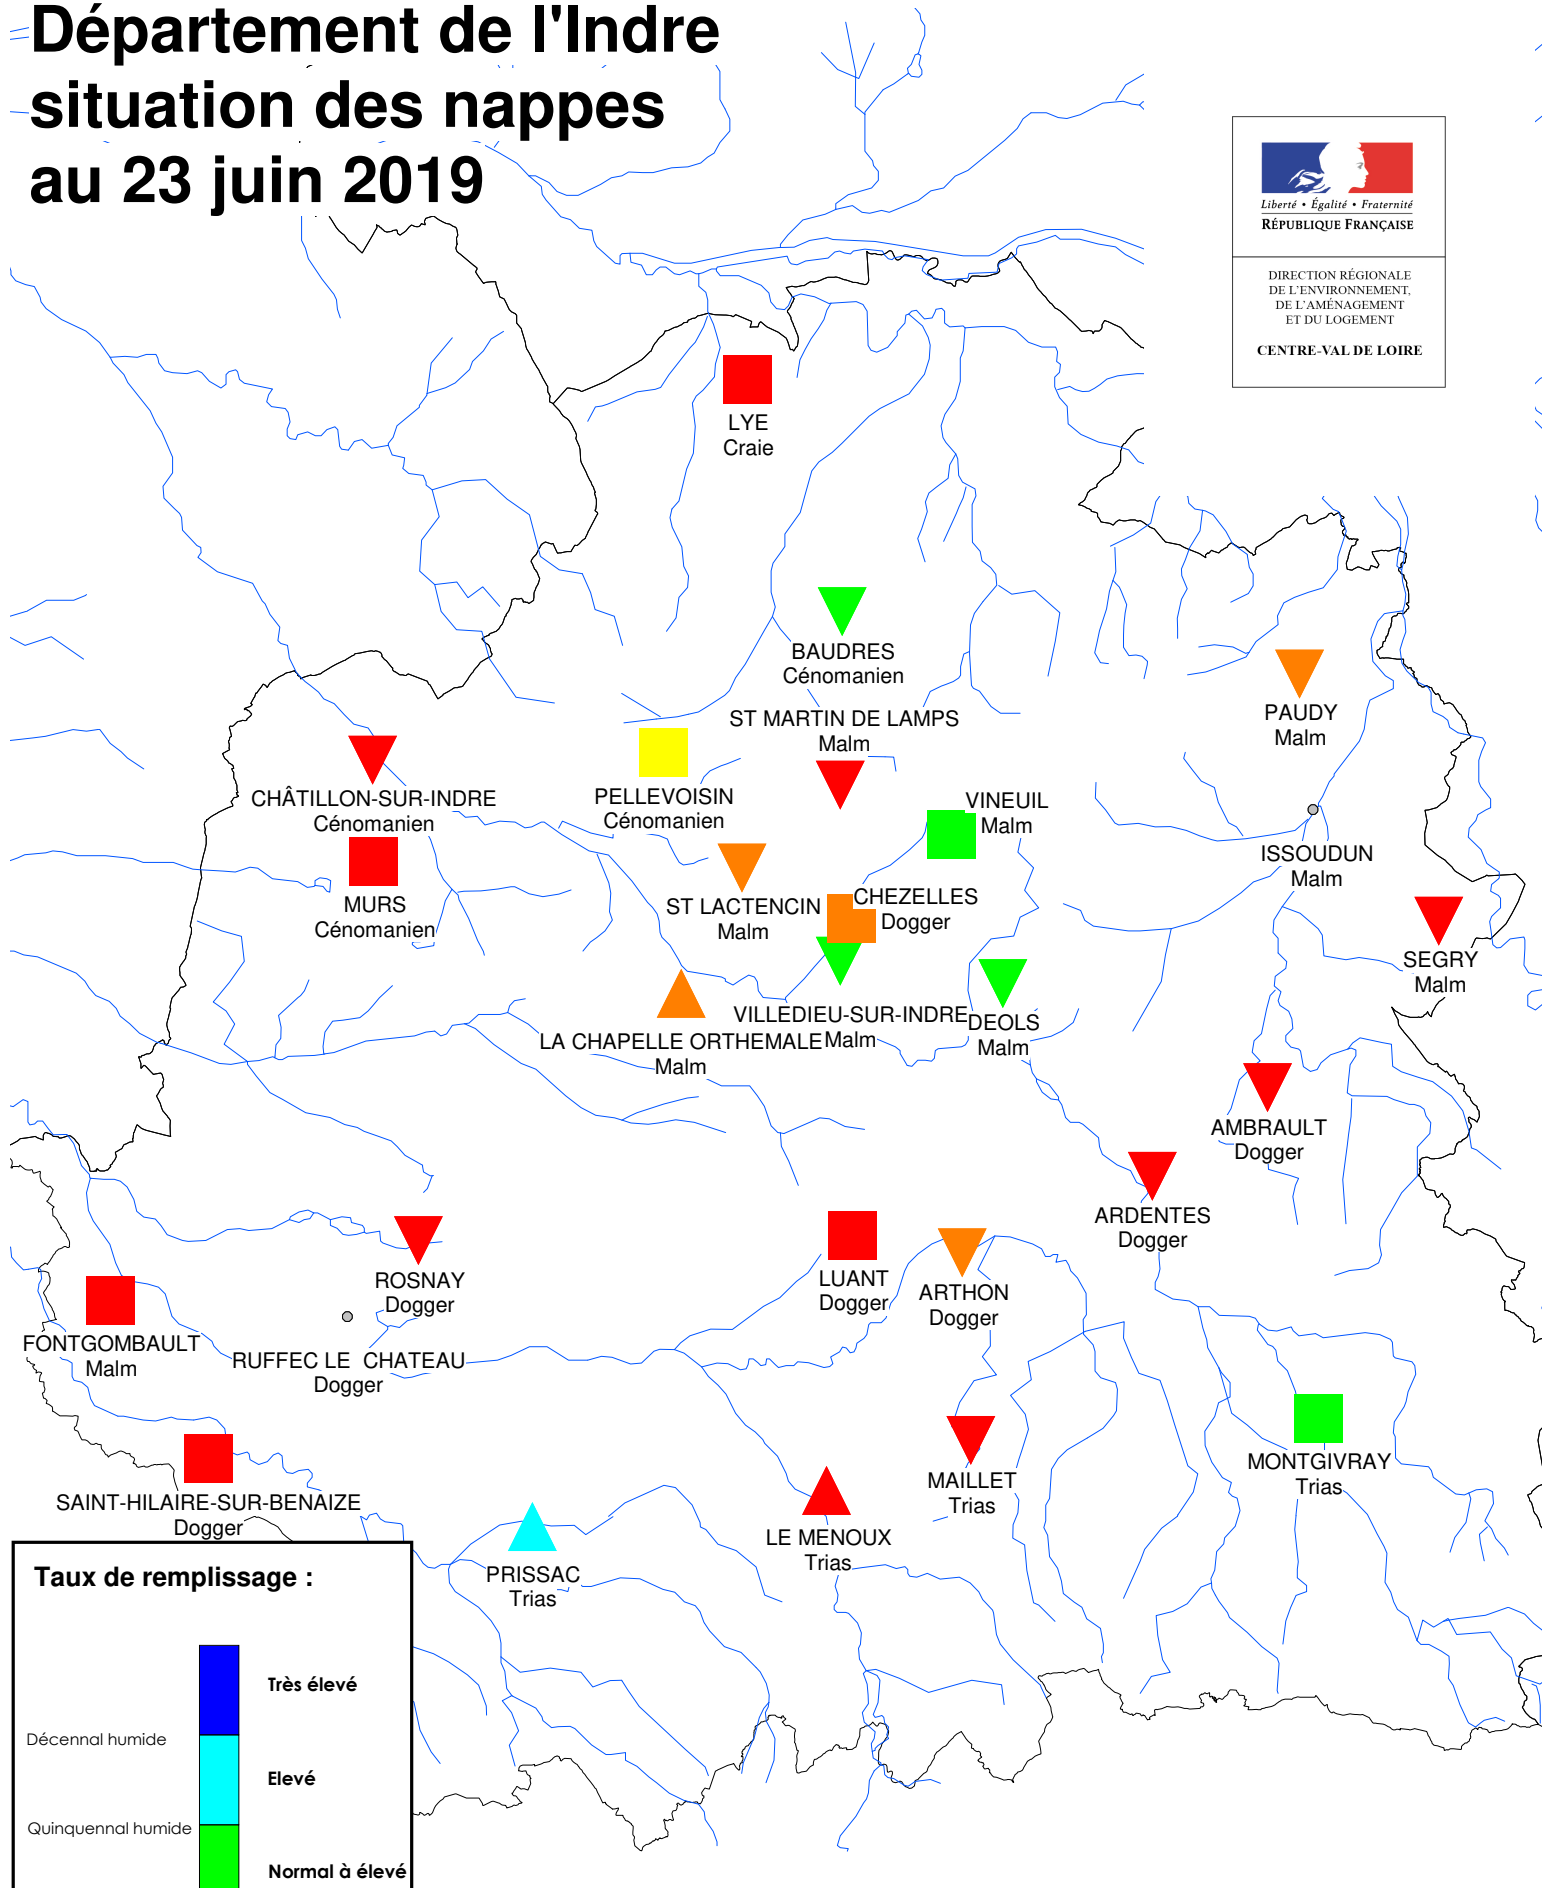 Département de l'Indre
situation des nappes
au 23 juin 2019
Liberté • Égalité • Fraternité
RÉPUBLIQUE FRANÇAISE
DIRECTION RÉGIONALE
DE L'ENVIRONNEMENT,
DE L'AMÉNAGEMENT
ET DU LOGEMENT
CENTRE-VAL DE LOIRE
LYE
Craie
BAUDRES
Cénomanien
PAUDY
Malm
ST MARTIN DE LAMPS
Malm
CHÂTILLON-SUR-INDRE
Cénomanien
PELLEVOISIN
Cénomanien
VINEUIL
Malm
ISSOUDUN
Malm
MURS
Cénomanien
ST LACTENCIN
Malm
CHEZELLES
Dogger
SEGRY
Malm
VILLEDIEU-SUR-INDRE
Malm
DEOLS
Malm
LA CHAPELLE ORTHEMALE
Malm
AMBRAULT
Dogger
ARDENTES
Dogger
ROSNAY
Dogger
LUANT
Dogger
ARTHON
Dogger
FONTGOMBAULT
Malm
RUFFEC LE CHATEAU
Dogger
MONTGIVRAY
Trias
MAILLET
Trias
SAINT-HILAIRE-SUR-BENAIZE
Dogger
LE MENOUX
Trias
PRISSAC
Trias
Taux de remplissage :
Très élevé
Décennal humide
Elevé
Quinquennal humide
Normal à élevé